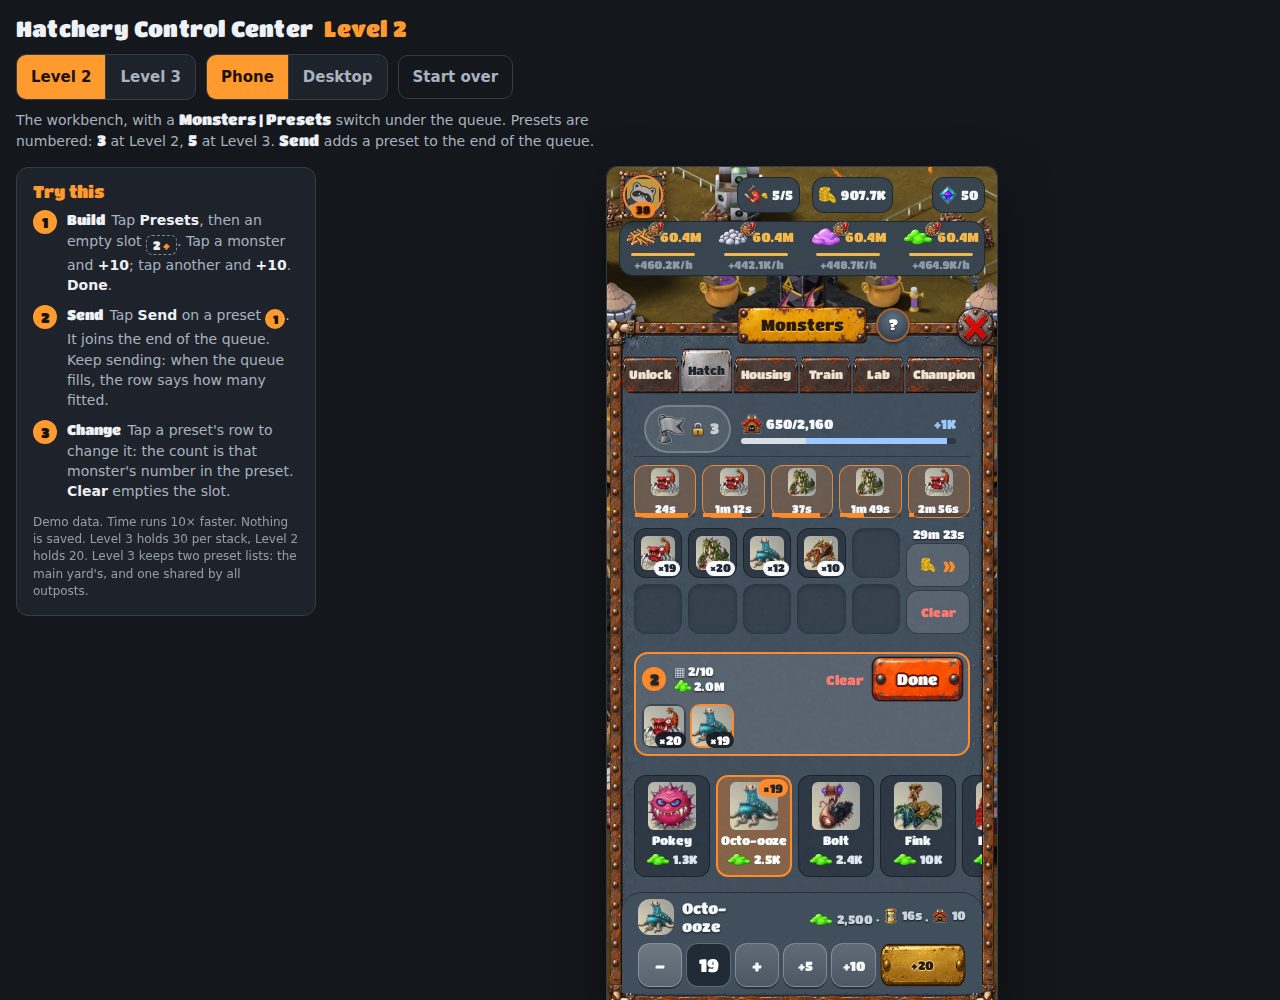 Hatchery Control Center Level 2
Level 2 Level 3 Phone Desktop Start over
The workbench, with a Monsters | Presets switch under the queue. Presets are
numbered: 3 at Level 2, 5 at Level 3. Send adds a preset to the end of the queue.
Try this
1 Build Tap Presets, then an
empty slot 2 +. Tap a monster
and +10; tap another and +10.
Done.
2 Send Tap Send on a preset 1.
It joins the end of the queue.
Keep sending: when the queue
fills, the row says how many
fitted.
3 Change Tap a preset's row to
change it: the count is that
monster's number in the preset.
Clear empties the slot.
Demo data. Time runs 10× faster. Nothing
is saved. Level 3 holds 30 per stack, Level 2
holds 20. Level 3 keeps two preset lists: the
main yard's, and one shared by all
outposts.
30 5/5 907.7K 50
60.4M 60.4M 60.4M 60.4M
+460.2K/h +442.1K/h +448.7K/h +464.9K/h
Monsters ?
Unlock Hatch Housing Train Lab Champion
3 650/2,160 +1K
24s 1m 12s 37s 1m 49s 2m 56s
29m 23s
×19 ×20 ×12 ×10
Clear
2 2/10
2.0M
Clear Done
×20 ×19
×19
Pokey Octo-ooze Bolt Fink
1.3K 2.5K 2.4K 10K
Octo-
ooze
2,500 · 16s · 10
− 19 + +5 +10 +20